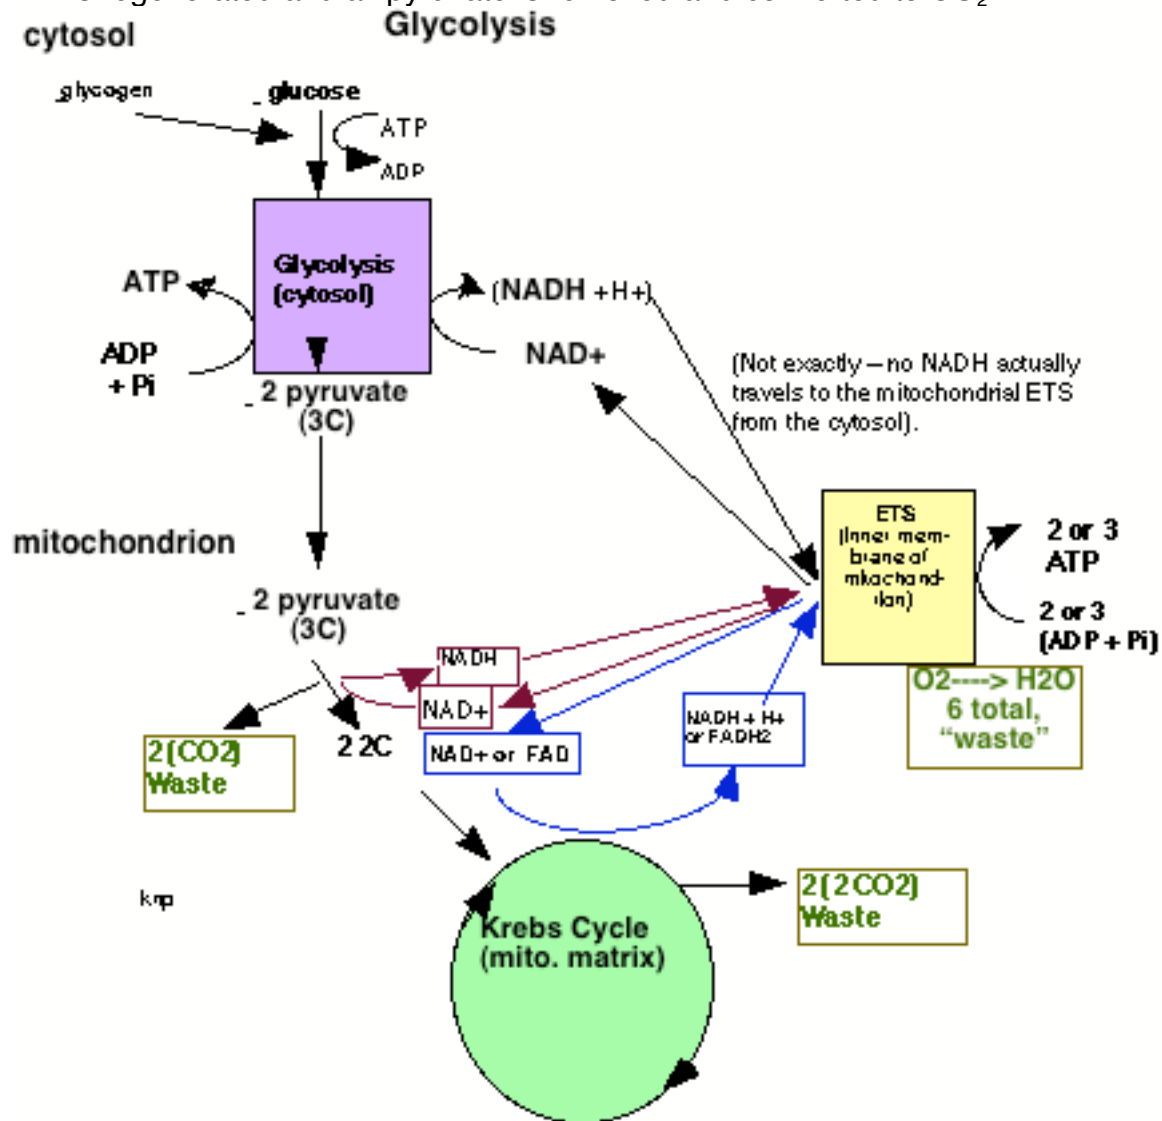 cytosol
Glycolysis
_glycogen
_ glucose
ATP
ADP
Glycolysis
(cytosol)
ATP
(NADH +H+)
ADP
+ Pi
NAD+
_ 2 pyruvate
(3C)
(Not exactly – no NADH actually
travels to the mitochondrial ETS
from the cytosol).
mitochondrion
ETS
(Inner mem-
brane of
mitochond-
rion)
2 or 3
ATP
2 or 3
(ADP + Pi)
_ 2 pyruvate
(3C)
NADH
NAD+
O2----> H2O
6 total,
“waste”
2(CO2)
Waste
2 2C
NAD+ or FAD
NADH + H+
or FADH2
knp
2(2CO2)
Waste
Krebs Cycle
(mito. matrix)